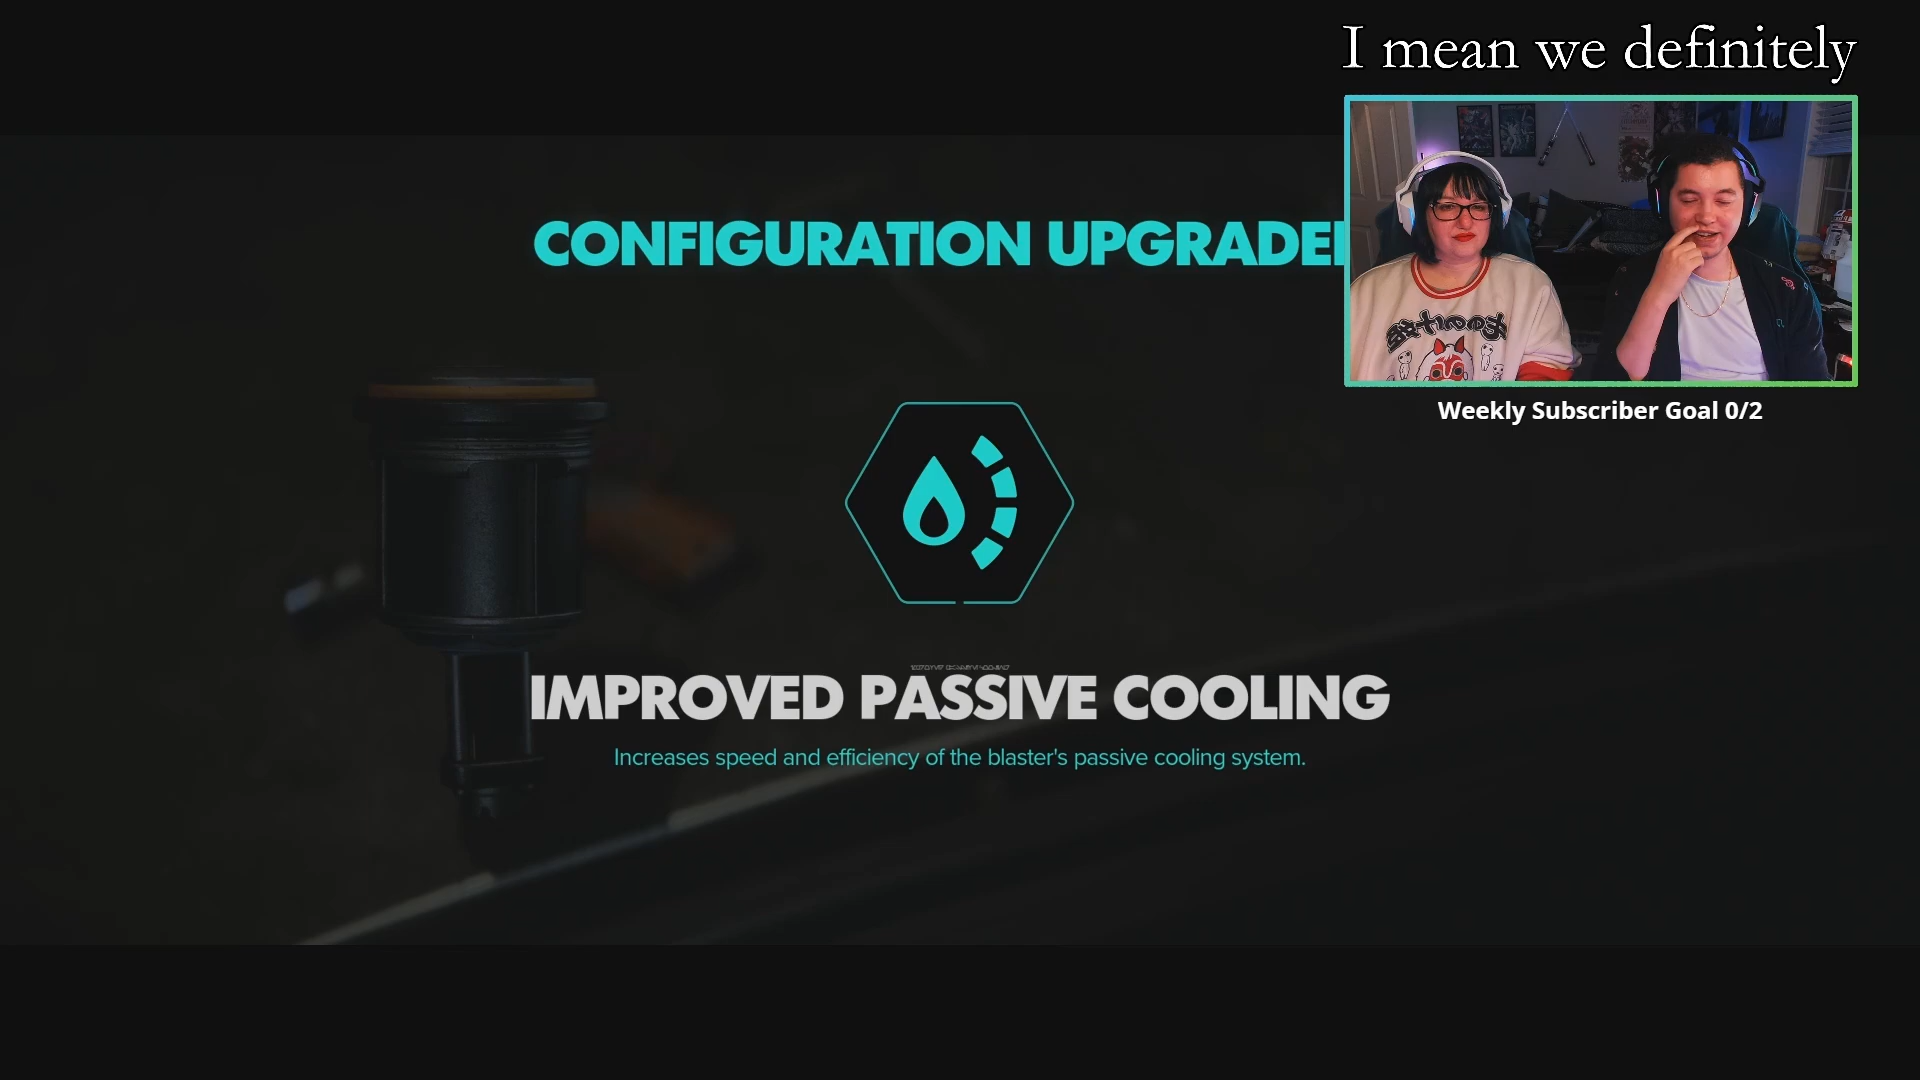 I mean we definitely
CONFIGURATION UPGRADE
Weekly Subscriber Goal 0/2
IMPROVED PASSIVE COOLING
Increases speed and efficiency of the blaster's passive cooling system.